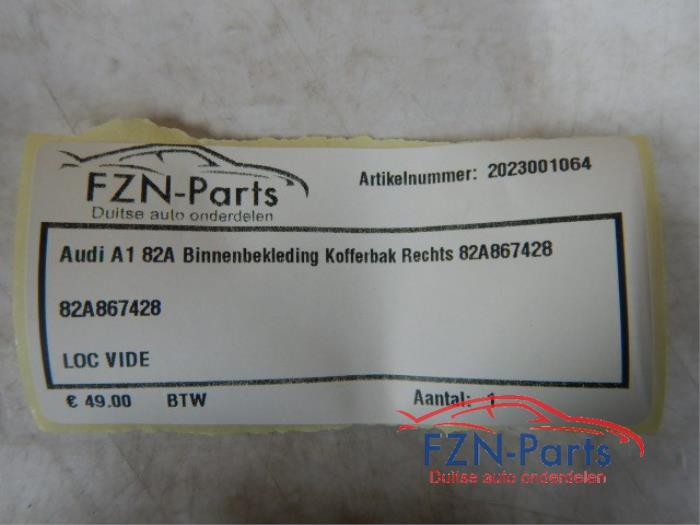 FZN-Parts
Duitse auto onderdelen
Artikelnummer: 2023001064
Audi A1 82A Binnenbekleding Kofferbak Rechts 82A867428
82A867428
LOC VIDE
€ 49.00 BTW Aantal: 1
FZN-Parts
Duitse auto onderdelen